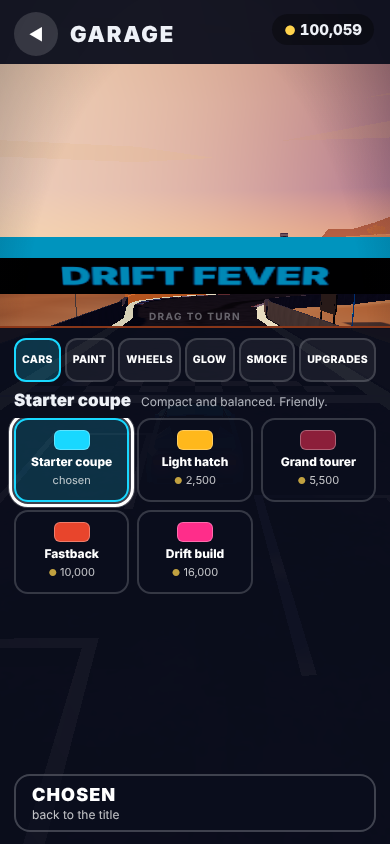 GARAGE
100,059
DRIFT FEVER
DRAG TO TURN
CARS
PAINT
WHEELS
GLOW
SMOKE
UPGRADES
Starter coupe Compact and balanced. Friendly.
Starter coupe
chosen
Light hatch
2,500
Grand tourer
5,500
Fastback
10,000
Drift build
16,000
CHOSEN
back to the title